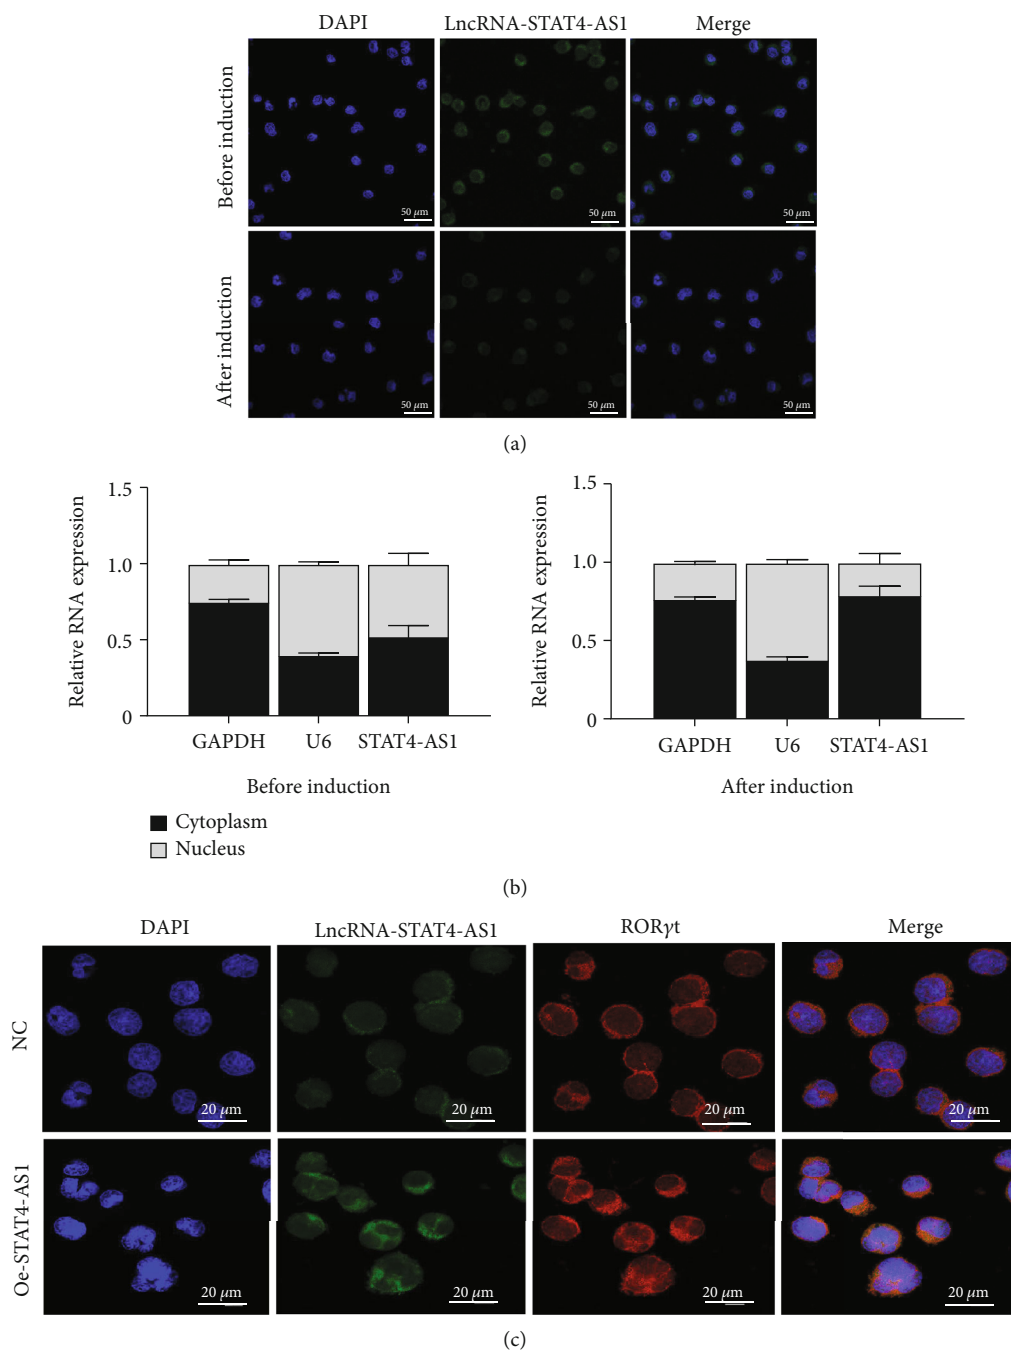 DAPI LncRNA-STAT4-AS1 Merge
Before induction
50 µm 50 µm 50 µm
After induction
50 µm 50 µm 50 µm
(a)
Relative RNA expression
1.5
1.0
0.5
0
GAPDH U6 STAT4-AS1
Before induction
Relative RNA expression
1.5
1.0
0.5
0
GAPDH U6 STAT4-AS1
After induction
Cytoplasm
Nucleus
(b)
DAPI LncRNA-STAT4-AS1 RORγt Merge
NC
20 µm 20 µm 20 µm 20 µm
Oe-STAT4-AS1
20 µm 20 µm 20 µm 20 µm
(c)